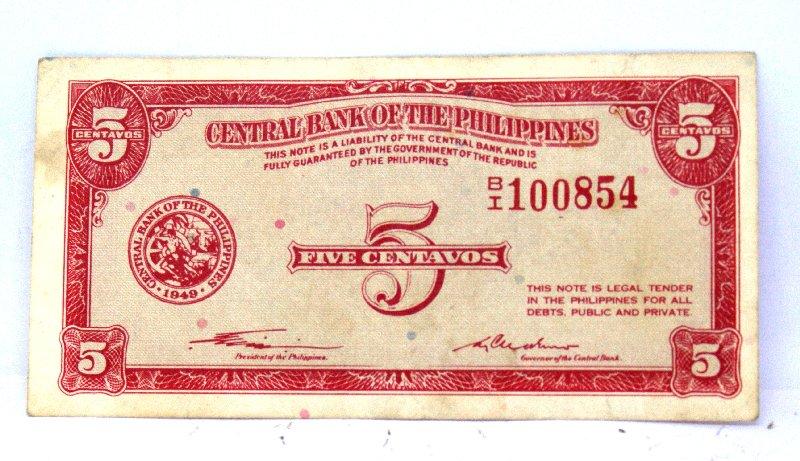 5
CENTAVOS
5
CENTAVOS
CENTRAL BANK OF THE PHILIPPINES
THIS NOTE IS A LIABILITY OF THE CENTRAL BANK AND IS
FULLY GUARANTEED BY THE GOVERNMENT OF THE REPUBLIC
OF THE PHILIPPINES
B/I 100854
CENTRAL BANK OF THE PHILIPPINES
1949
5
FIVE CENTAVOS
THIS NOTE IS LEGAL TENDER
IN THE PHILIPPINES FOR ALL
DEBTS, PUBLIC AND PRIVATE.
President of the Philippines.
Governor of the Central Bank.
5
5